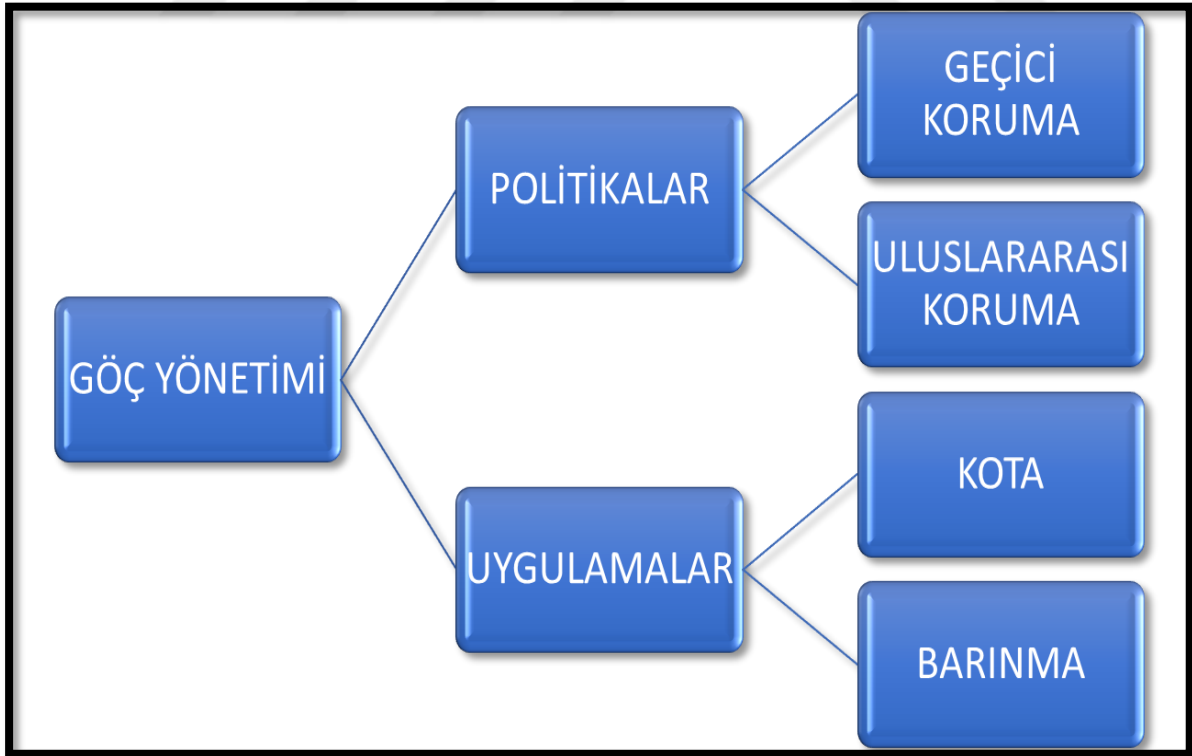 GÖÇ YÖNETİMİ
POLİTİKALAR
GEÇİCİ
KORUMA
ULUSLARARASI
KORUMA
UYGULAMALAR
KOTA
BARINMA